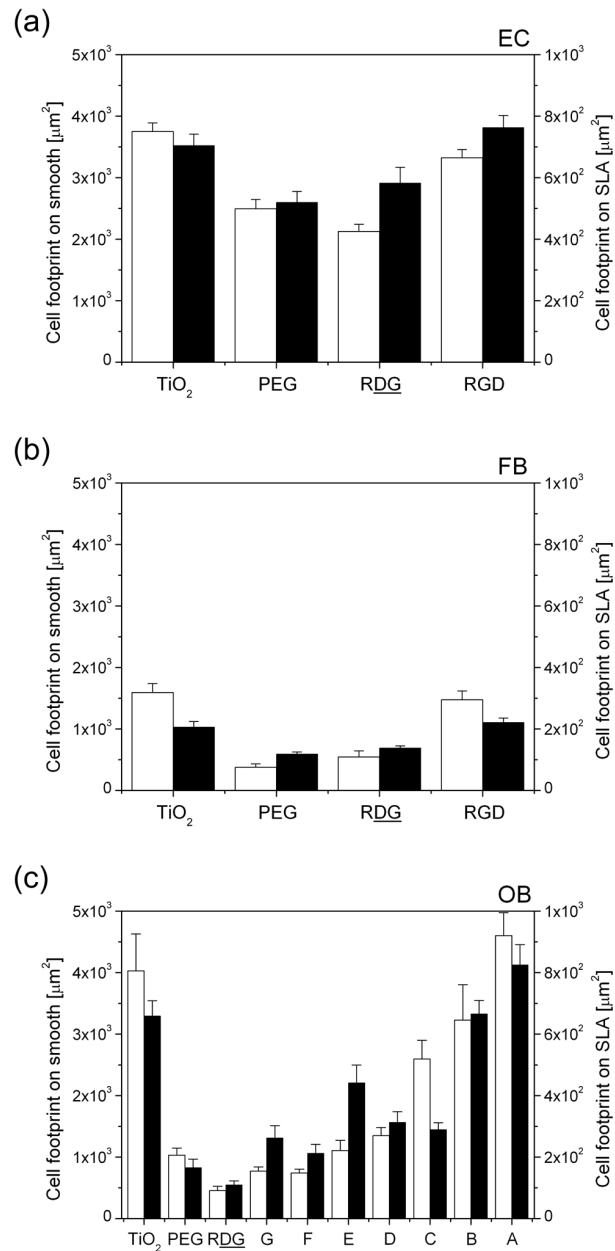 (a)
EC
5x10³
4x10³
3x10³
2x10³
1x10³
0
Cell footprint on smooth [μm²]
1x10³
8x10²
6x10²
4x10²
2x10²
0
Cell footprint on SLA [μm²]
TiO₂ PEG RDG RGD
(b)
FB
5x10³
4x10³
3x10³
2x10³
1x10³
0
Cell footprint on smooth [μm²]
1x10³
8x10²
6x10²
4x10²
2x10²
0
Cell footprint on SLA [μm²]
TiO₂ PEG RDG RGD
(c)
OB
5x10³
4x10³
3x10³
2x10³
1x10³
0
Cell footprint on smooth [μm²]
1x10³
8x10²
6x10²
4x10²
2x10²
0
Cell footprint on SLA [μm²]
TiO₂ PEG RDG G F E D C B A